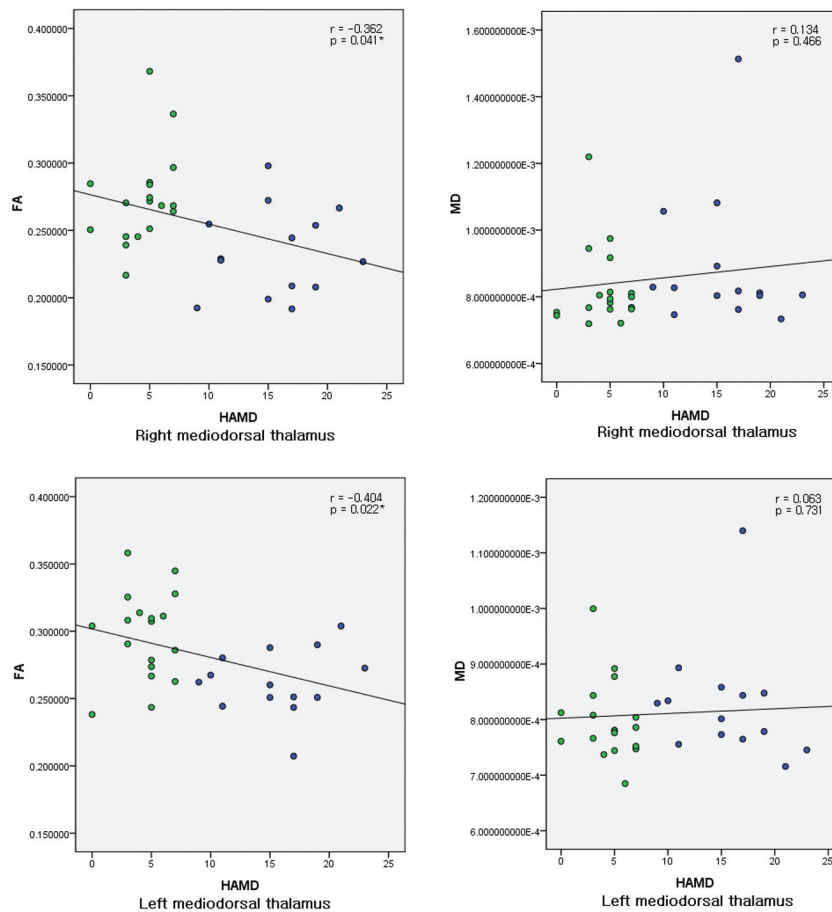 r = -0.362
p = 0.041*
0.400000
0.350000
0.300000
0.250000
0.200000
0.150000
FA
0 5 10 15 20 25
HAMD
Right mediodorsal thalamus
r = 0.134
p = 0.466
1.600000000E-3
1.400000000E-3
1.200000000E-3
1.000000000E-3
8.000000000E-4
6.000000000E-4
MD
0 5 10 15 20 25
HAMD
Right mediodorsal thalamus
r = -0.404
p = 0.022*
0.400000
0.350000
0.300000
0.250000
0.200000
0.150000
FA
0 5 10 15 20 25
HAMD
Left mediodorsal thalamus
r = 0.063
p = 0.731
1.200000000E-3
1.100000000E-3
1.000000000E-3
9.000000000E-4
8.000000000E-4
7.000000000E-4
6.000000000E-4
MD
0 5 10 15 20 25
HAMD
Left mediodorsal thalamus